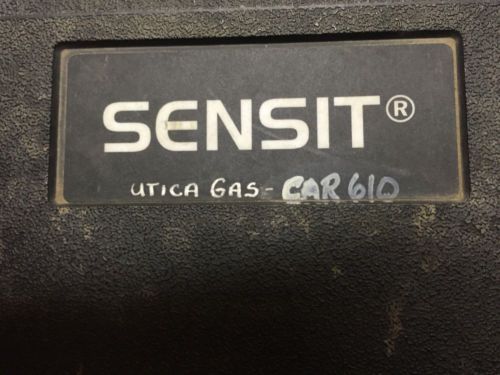 SENSIT®
UTICA GAS - CAR 610